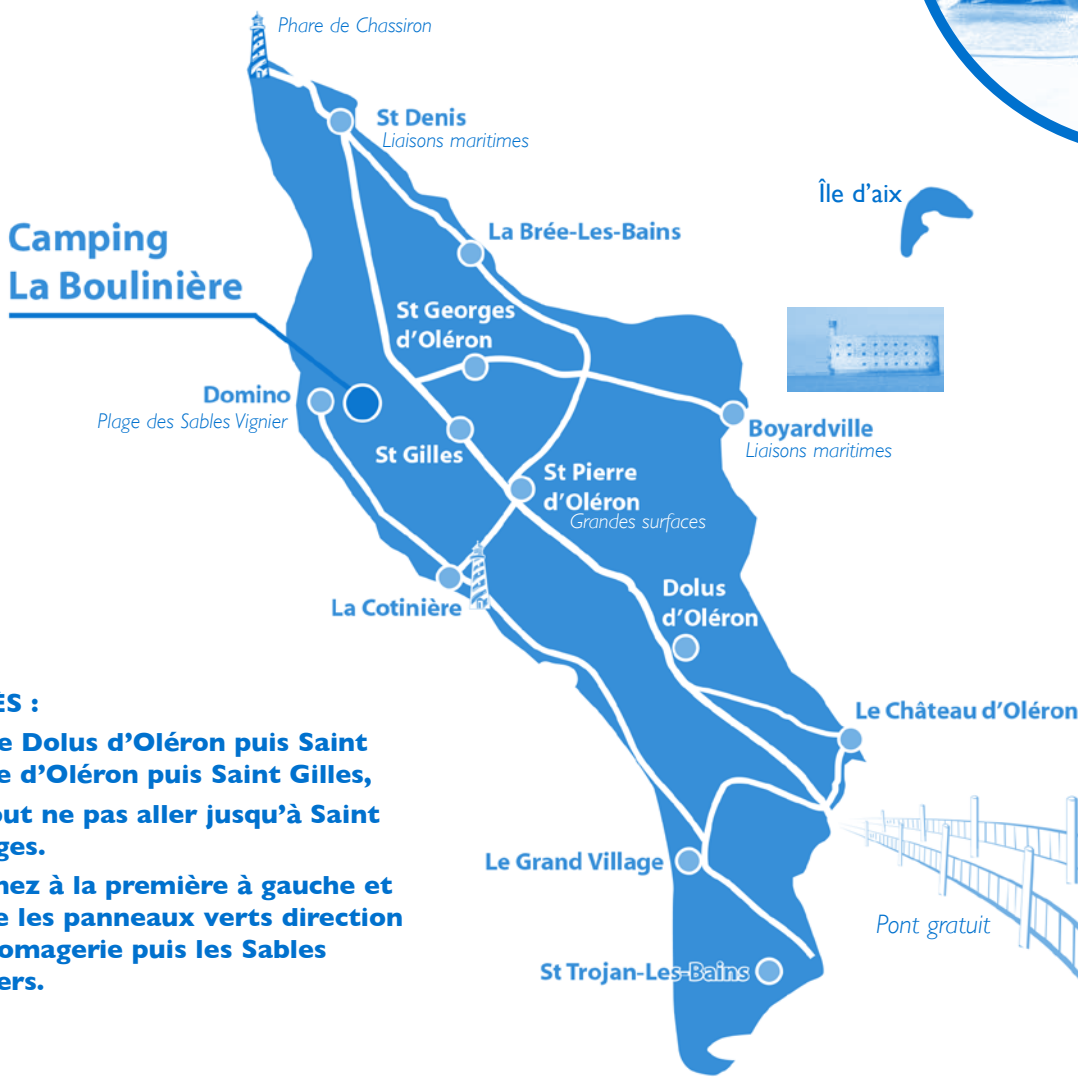 Phare de Chassiron
St Denis
Liaisons maritimes
Île d'aix
La Brée-Les-Bains
Camping
La Boulinière
St Georges
d'Oléron
Domino
Plage des Sables Vignier
Boyardville
Liaisons maritimes
St Gilles
St Pierre
d'Oléron
Grandes surfaces
La Cotinière
Dolus
d'Oléron
Le Château d'Oléron
ÈS :
e Dolus d'Oléron puis Saint
e d'Oléron puis Saint Gilles,
out ne pas aller jusqu'à Saint
ges.
nez à la première à gauche et
e les panneaux verts direction
omagerie puis les Sables
ers.
Le Grand Village
Pont gratuit
St Trojan-Les-Bains